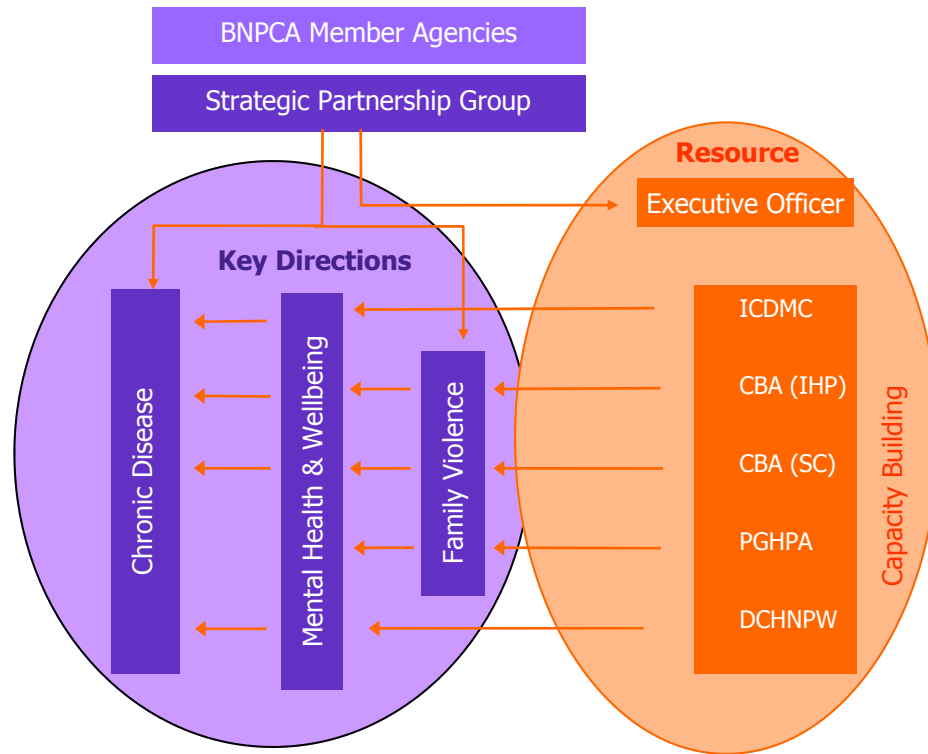 BNPCA Member Agencies
Strategic Partnership Group
Resource
Executive Officer
Key Directions
Chronic Disease
Mental Health & Wellbeing
Family Violence
ICDMC
CBA (IHP)
CBA (SC)
PGHPA
DCHNPW
Capacity Building